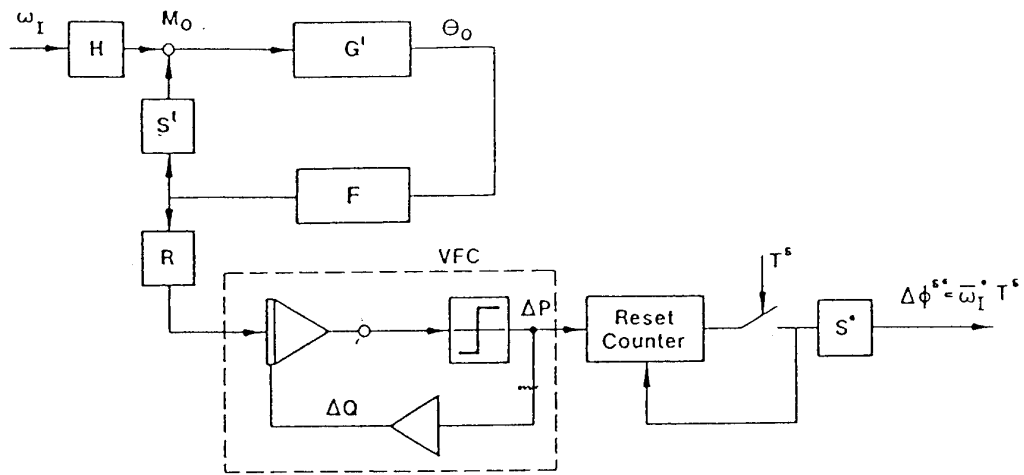 ω_I
H
M_O
G'
Θ_O
S'
F
R
VFC
ΔP
ΔQ
Reset
Counter
T^s
S*
Δφ^s* = ω̄_I^* T^s